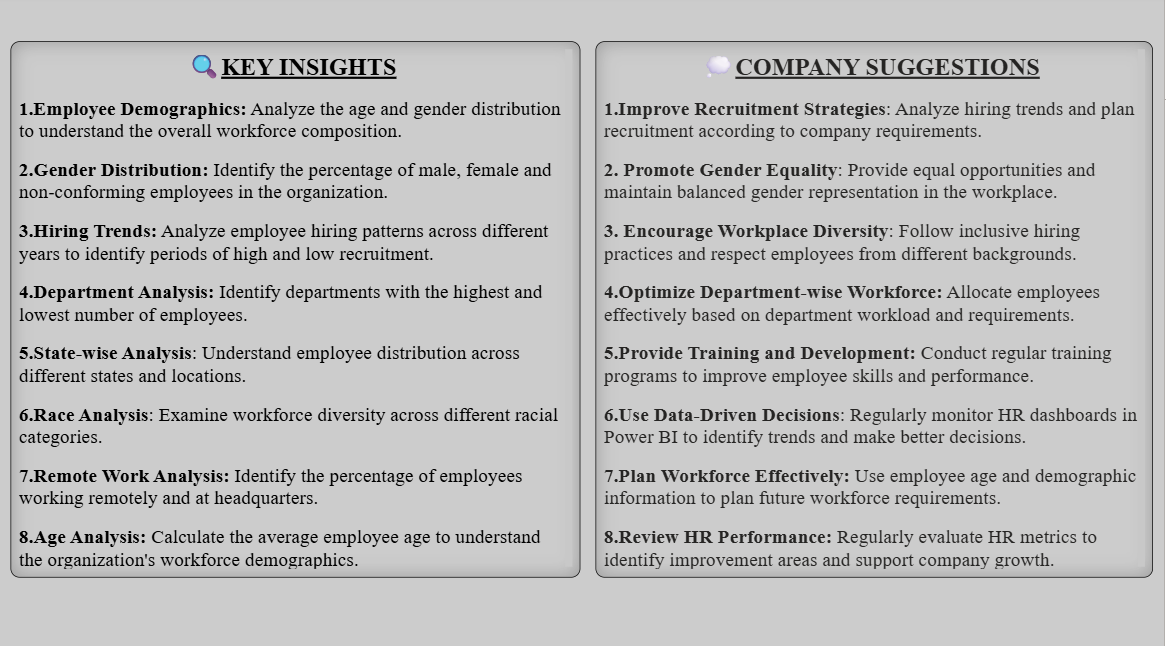 KEY INSIGHTS
1.Employee Demographics: Analyze the age and gender distribution
to understand the overall workforce composition.
2.Gender Distribution: Identify the percentage of male, female and
non-conforming employees in the organization.
3.Hiring Trends: Analyze employee hiring patterns across different
years to identify periods of high and low recruitment.
4.Department Analysis: Identify departments with the highest and
lowest number of employees.
5.State-wise Analysis: Understand employee distribution across
different states and locations.
6.Race Analysis: Examine workforce diversity across different racial
categories.
7.Remote Work Analysis: Identify the percentage of employees
working remotely and at headquarters.
8.Age Analysis: Calculate the average employee age to understand
the organization's workforce demographics.
COMPANY SUGGESTIONS
1.Improve Recruitment Strategies: Analyze hiring trends and plan
recruitment according to company requirements.
2. Promote Gender Equality: Provide equal opportunities and
maintain balanced gender representation in the workplace.
3. Encourage Workplace Diversity: Follow inclusive hiring
practices and respect employees from different backgrounds.
4.Optimize Department-wise Workforce: Allocate employees
effectively based on department workload and requirements.
5.Provide Training and Development: Conduct regular training
programs to improve employee skills and performance.
6.Use Data-Driven Decisions: Regularly monitor HR dashboards in
Power BI to identify trends and make better decisions.
7.Plan Workforce Effectively: Use employee age and demographic
information to plan future workforce requirements.
8.Review HR Performance: Regularly evaluate HR metrics to
identify improvement areas and support company growth.